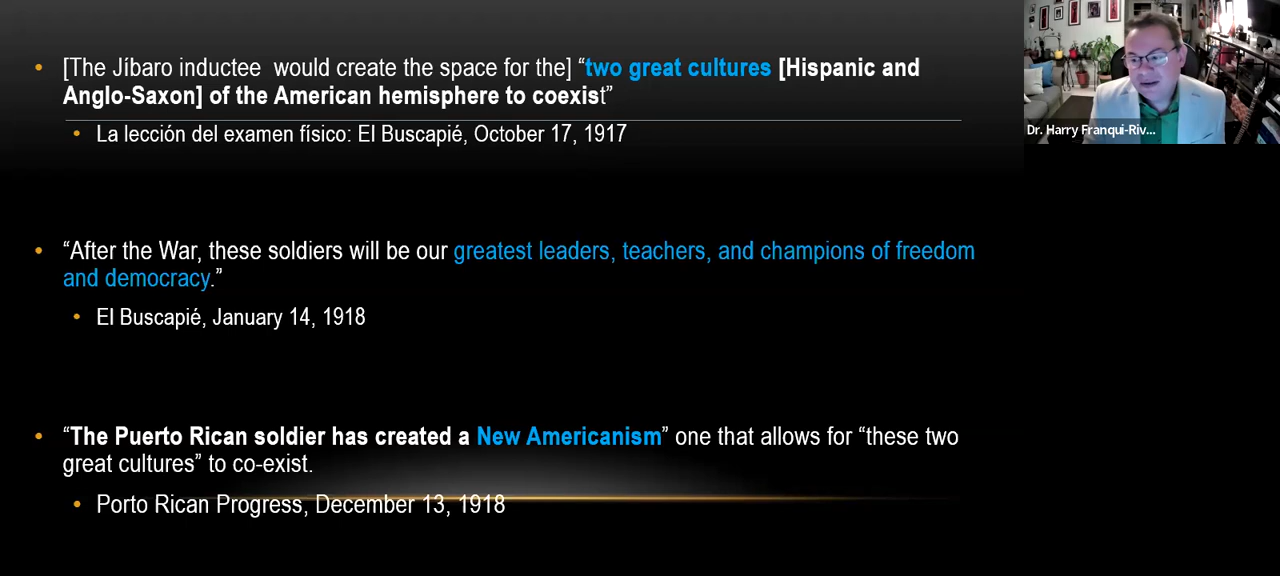 [The Jíbaro inductee would create the space for the] “two great cultures [Hispanic and
Anglo-Saxon] of the American hemisphere to coexist”
La lección del examen físico: El Buscapié, October 17, 1917
“After the War, these soldiers will be our greatest leaders, teachers, and champions of freedom
and democracy.”
El Buscapié, January 14, 1918
“The Puerto Rican soldier has created a New Americanism” one that allows for “these two
great cultures” to co-exist.
Porto Rican Progress, December 13, 1918
Dr. Harry Franqui-Riv...